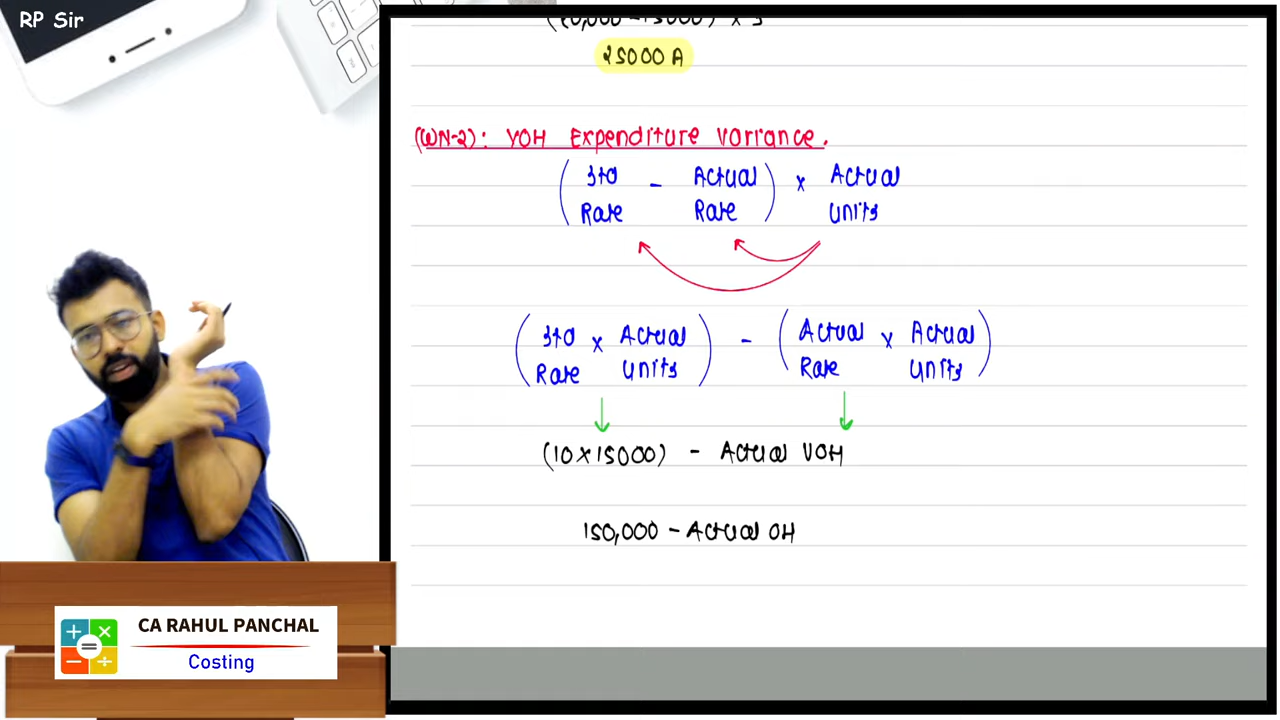 RP Sir
25000 A
(WN-2): VOH Expenditure Variance.
(Std Rate - Actual Rate) x Actual Units
(Std Rate x Actual Units) - (Actual Rate x Actual Units)
(10 x 15000) - Actual VOH
150,000 - Actual OH
CA RAHUL PANCHAL
Costing